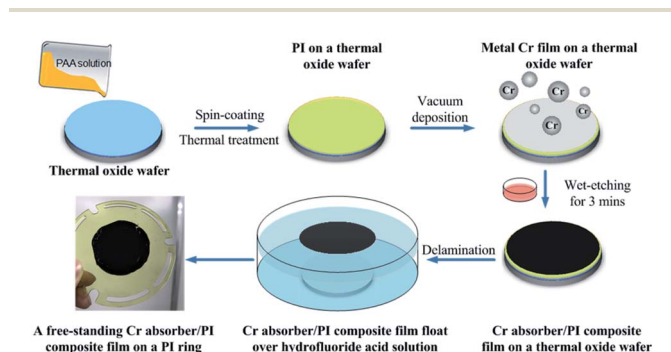 PAA solution
Thermal oxide wafer
Spin-coating
Thermal treatment
PI on a thermal
oxide wafer
Vacuum
deposition
Metal Cr film on a thermal
oxide wafer
Cr
Cr
Cr
Cr
Wet-etching
for 3 mins
Cr absorber/PI composite
film on a thermal oxide wafer
Delamination
Cr absorber/PI composite film float
over hydrofluoride acid solution
A free-standing Cr absorber/PI
composite film on a PI ring